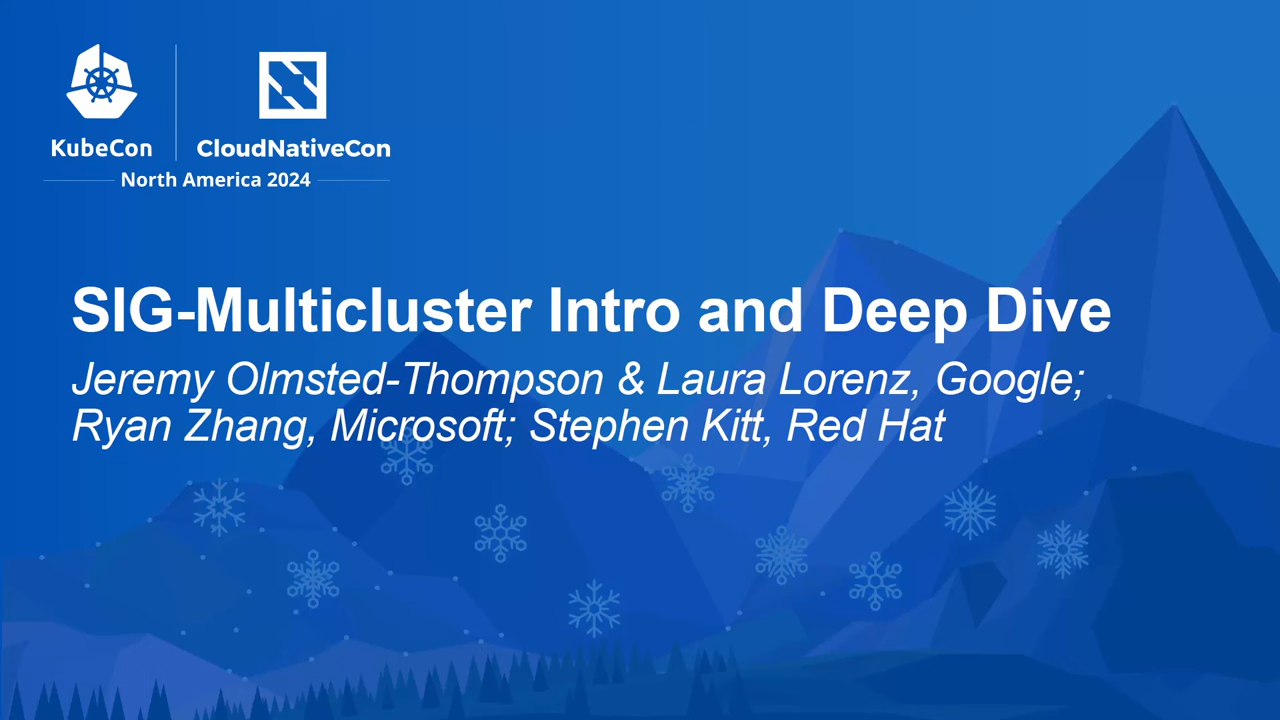 KubeCon
CloudNativeCon
North America 2024
SIG-Multicluster Intro and Deep Dive
Jeremy Olmsted-Thompson & Laura Lorenz, Google;
Ryan Zhang, Microsoft; Stephen Kitt, Red Hat